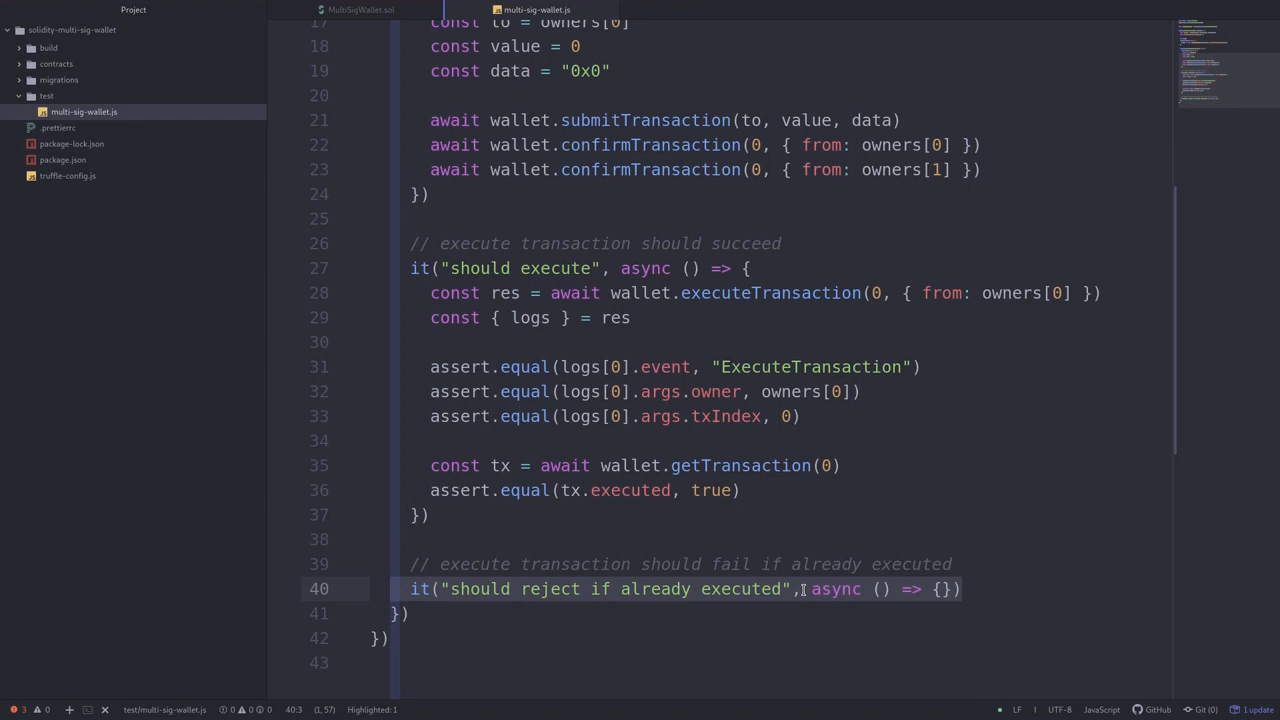 Project
MultiSigWallet.sol
multi-sig-wallet.js
solidity-multi-sig-wallet
build
contracts
migrations
test
multi-sig-wallet.js
.prettierrc
package-lock.json
package.json
truffle-config.js
17 const to = owners[0]
18 const value = 0
19 const data = "0x0"
20
21 await wallet.submitTransaction(to, value, data)
22 await wallet.confirmTransaction(0, { from: owners[0] })
23 await wallet.confirmTransaction(0, { from: owners[1] })
24 })
25
26 // execute transaction should succeed
27 it("should execute", async () => {
28 const res = await wallet.executeTransaction(0, { from: owners[0] })
29 const { logs } = res
30
31 assert.equal(logs[0].event, "ExecuteTransaction")
32 assert.equal(logs[0].args.owner, owners[0])
33 assert.equal(logs[0].args.txIndex, 0)
34
35 const tx = await wallet.getTransaction(0)
36 assert.equal(tx.executed, true)
37 })
38
39 // execute transaction should fail if already executed
40 it("should reject if already executed", async () => {})
41 })
42 })
43
3 0 test/multi-sig-wallet.js 0 0 0 40:3 (1, 57) Highlighted: 1 LF UTF-8 JavaScript GitHub Git (0) 1 update